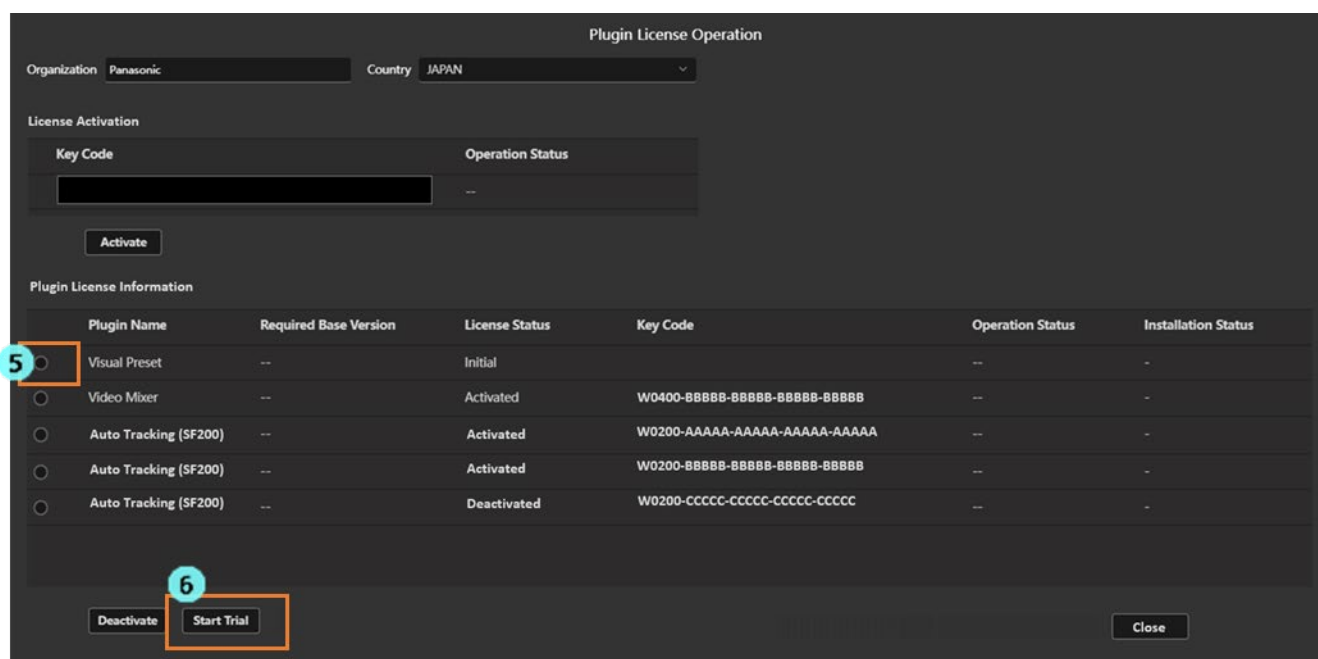 Plugin License Operation
Organization Panasonic Country JAPAN
License Activation
Key Code Operation Status
--
Activate
Plugin License Information
Plugin Name Required Base Version License Status Key Code Operation Status Installation Status
5 Visual Preset -- Initial -- -
Video Mixer -- Activated W0400-BBBBB-BBBBB-BBBBB-BBBBB -- -
Auto Tracking (SF200) -- Activated W0200-AAAAA-AAAAA-AAAAA-AAAAA -- -
Auto Tracking (SF200) -- Activated W0200-BBBBB-BBBBB-BBBBB-BBBBB -- -
Auto Tracking (SF200) -- Deactivated W0200-CCCCC-CCCCC-CCCCC-CCCCC -- -
6
Deactivate Start Trial Close